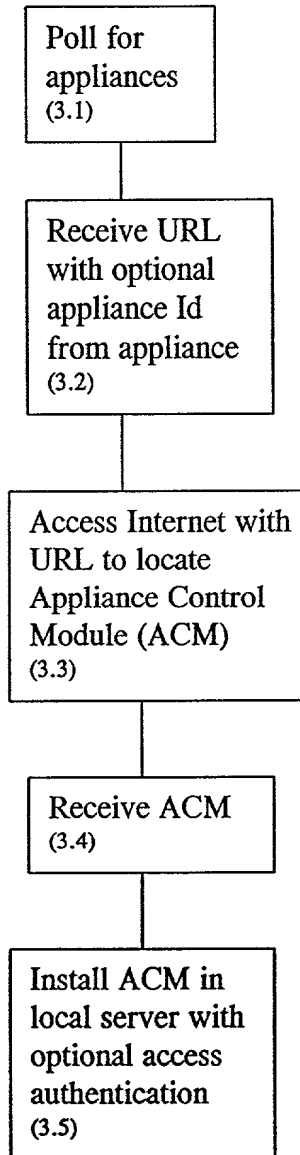 Poll for
appliances
(3.1)
Receive URL
with optional
appliance Id
from appliance
(3.2)
Access Internet with
URL to locate
Appliance Control
Module (ACM)
(3.3)
Receive ACM
(3.4)
Install ACM in
local server with
optional access
authentication
(3.5)